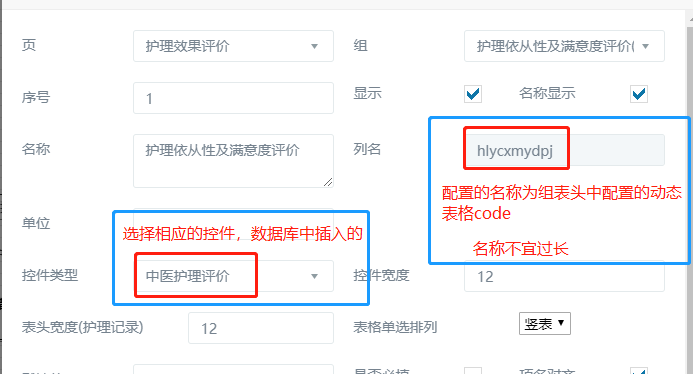 页 护理效果评价 组 护理依从性及满意度评价(
序号 1 显示 名称显示
名称 护理依从性及满意度评价 列名 hlycxmydpj
配置的名称为组表头中配置的动态
表格code
名称不宜过长
单位 选择相应的控件，数据库中插入的
控件类型 中医护理评价 控件宽度 12
表头宽度(护理记录) 12 表格单选排列 竖表
是否必填